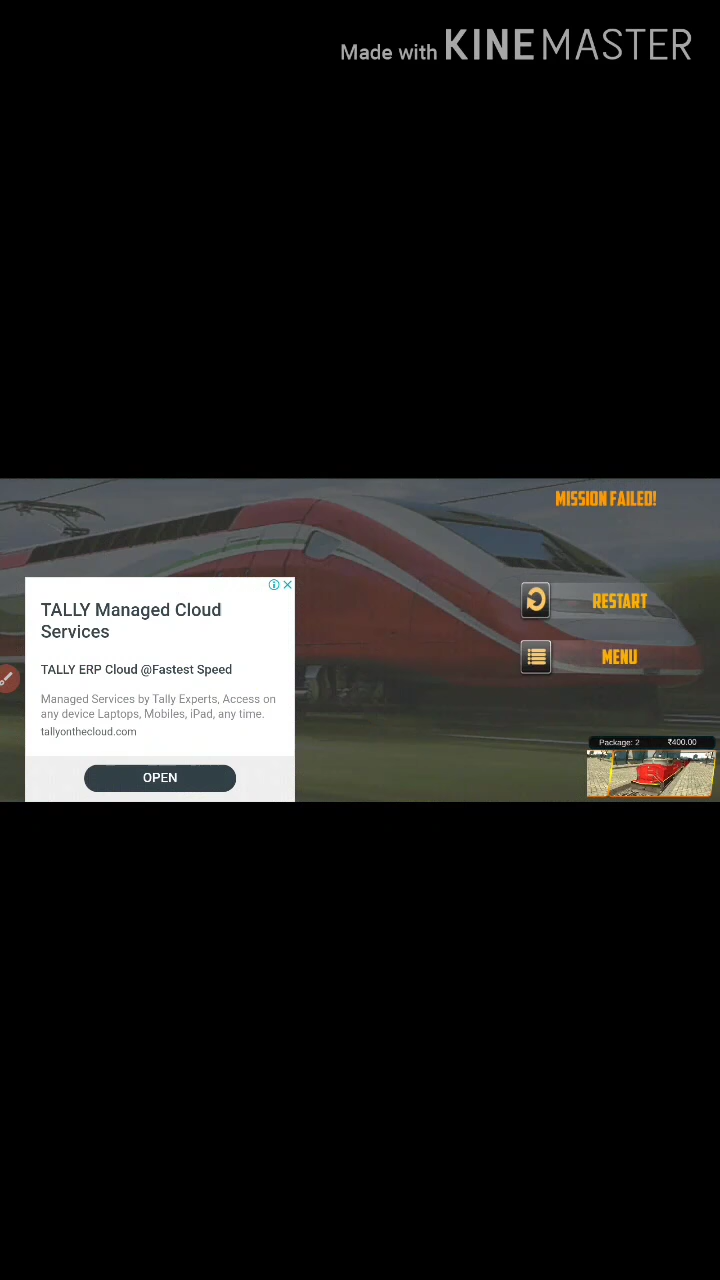 Made with KINEMASTER
MISSION FAILED!
TALLY Managed Cloud
Services
TALLY ERP Cloud @Fastest Speed
Managed Services by Tally Experts, Access on
any device Laptops, Mobiles, iPad, any time.
tallyonthecloud.com
OPEN
RESTART
MENU
Package: 2 ₹400.00